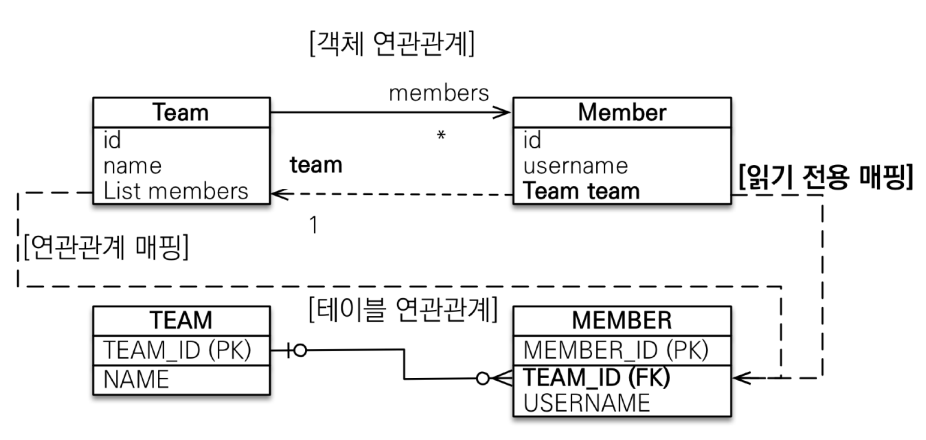 [객체 연관관계]
members
Team
id
name
List members
*
team
1
Member
id
username
Team team
[읽기 전용 매핑]
[연관관계 매핑]
[테이블 연관관계]
TEAM
TEAM_ID (PK)
NAME
MEMBER
MEMBER_ID (PK)
TEAM_ID (FK)
USERNAME